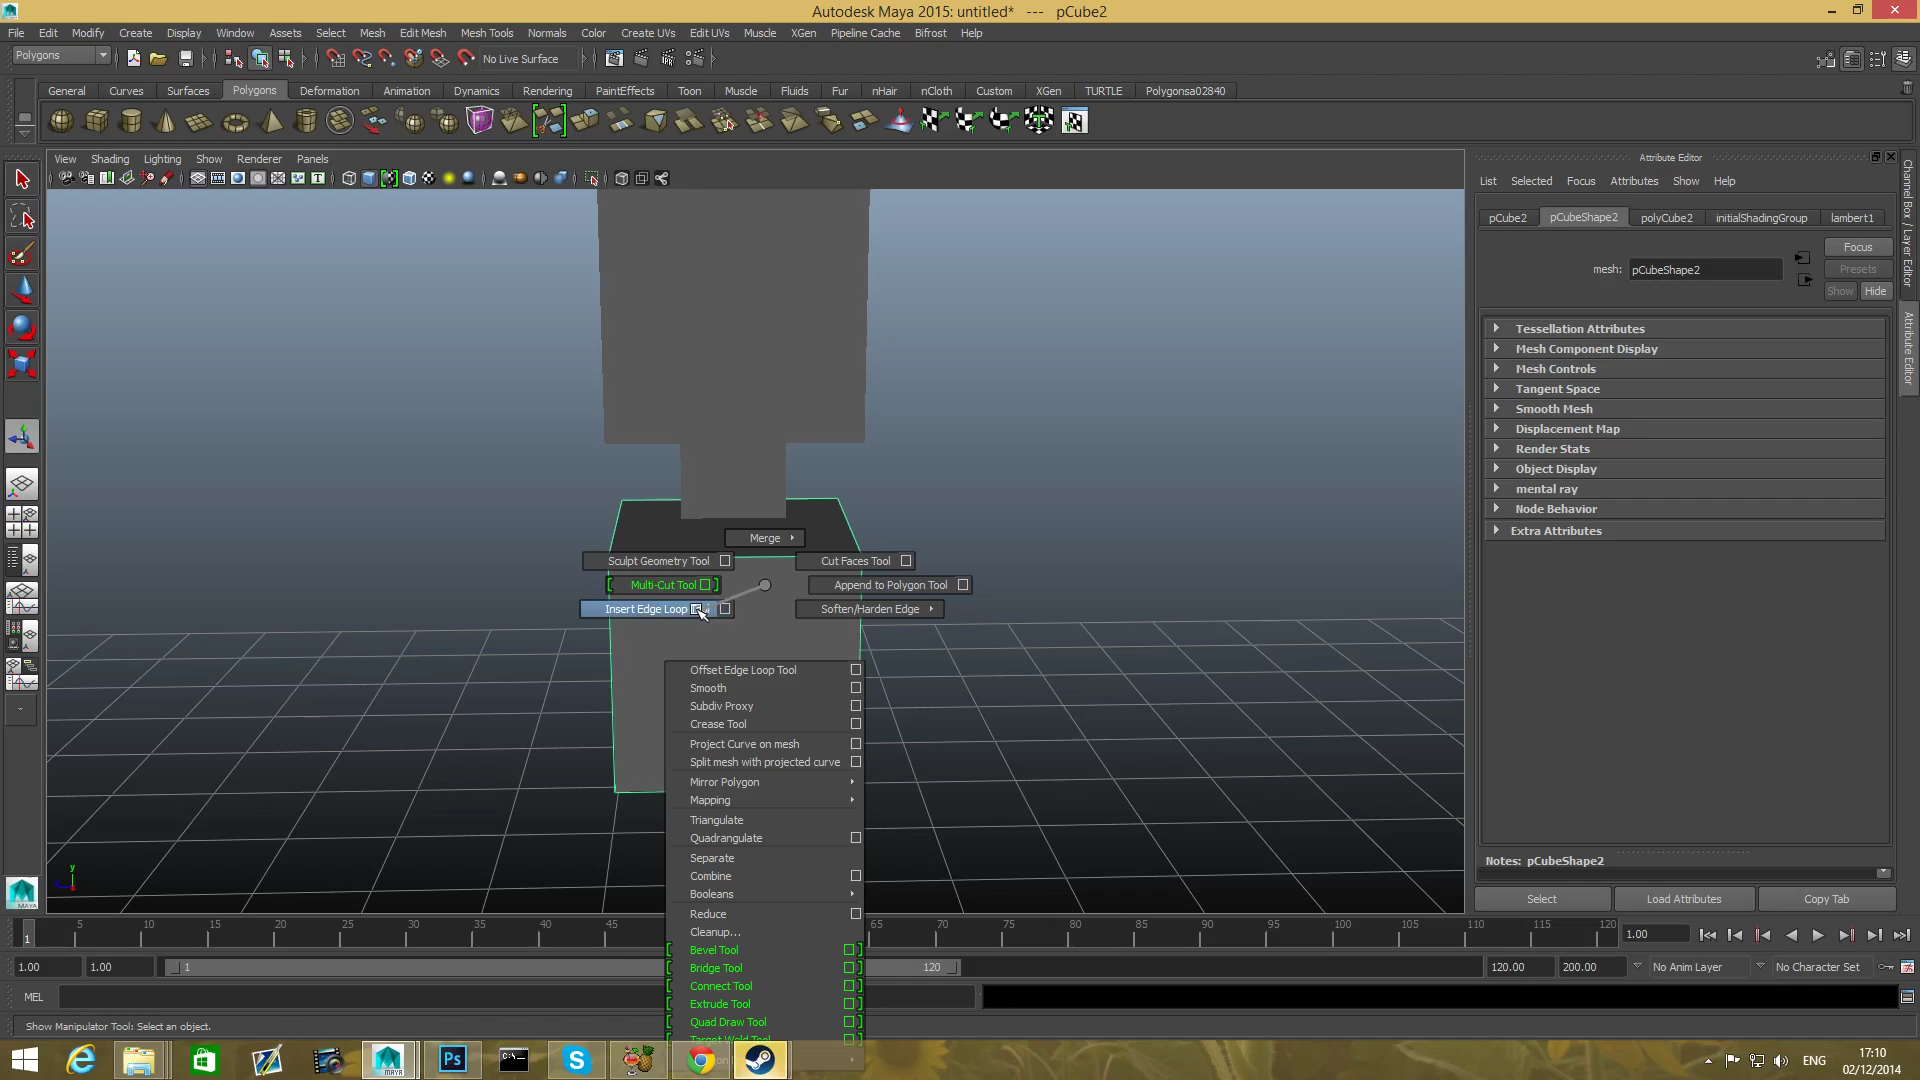 Autodesk Maya 2015: untitled* --- pCube2
File Edit Modify Create Display Window Assets Select Mesh Edit Mesh Mesh Tools Normals Color Create UVs Edit UVs Muscle XGen Pipeline Cache Bifrost Help
Polygons No Live Surface
General Curves Surfaces Polygons Deformation Animation Dynamics Rendering PaintEffects Toon Muscle Fluids Fur nHair nCloth Custom XGen TURTLE Polygonsa02840
View Shading Lighting Show Renderer Panels
Attribute Editor
List Selected Focus Attributes Show Help
pCube2 pCubeShape2 polyCube2 initialShadingGroup lambert1
Focus
mesh: pCubeShape2
Presets
Show Hide
Tessellation Attributes
Mesh Component Display
Mesh Controls
Tangent Space
Smooth Mesh
Displacement Map
Render Stats
Object Display
mental ray
Node Behavior
Extra Attributes
Notes: pCubeShape2
Select Load Attributes Copy Tab
Channel Box / Layer Editor
Attribute Editor
Merge
Sculpt Geometry Tool Cut Faces Tool
Multi-Cut Tool Append to Polygon Tool
Insert Edge Loop Soften/Harden Edge
Offset Edge Loop Tool
Smooth
Subdiv Proxy
Crease Tool
Project Curve on mesh
Split mesh with projected curve
Mirror Polygon
Mapping
Triangulate
Quadrangulate
Separate
Combine
Booleans
Reduce
Cleanup...
Bevel Tool
Bridge Tool
Connect Tool
Extrude Tool
Quad Draw Tool
Target Weld Tool
y
MAYA
1 5 10 15 20 25 30 35 40 45 65 70 75 80 85 90 95 100 105 110 115 120
1.00
1.00 1.00 1 120 120.00 200.00 No Anim Layer No Character Set
MEL
Show Manipulator Tool: Select an object.
ENG
17:10
02/12/2014